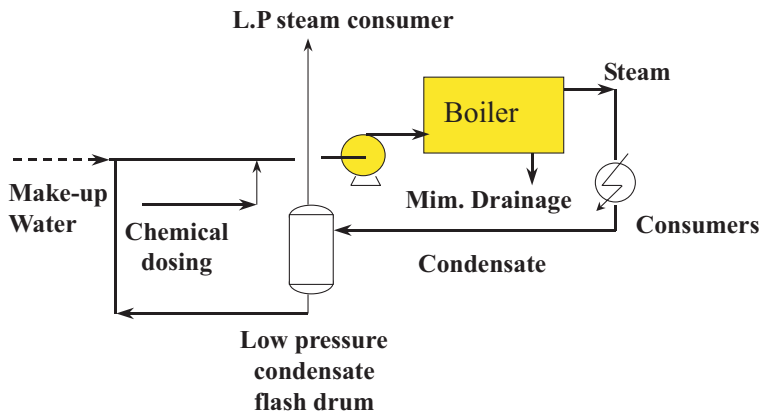 L.P steam consumer
Steam
Boiler
Make-up
Water
Mim. Drainage
Chemical
dosing
Consumers
Condensate
Low pressure
condensate
flash drum